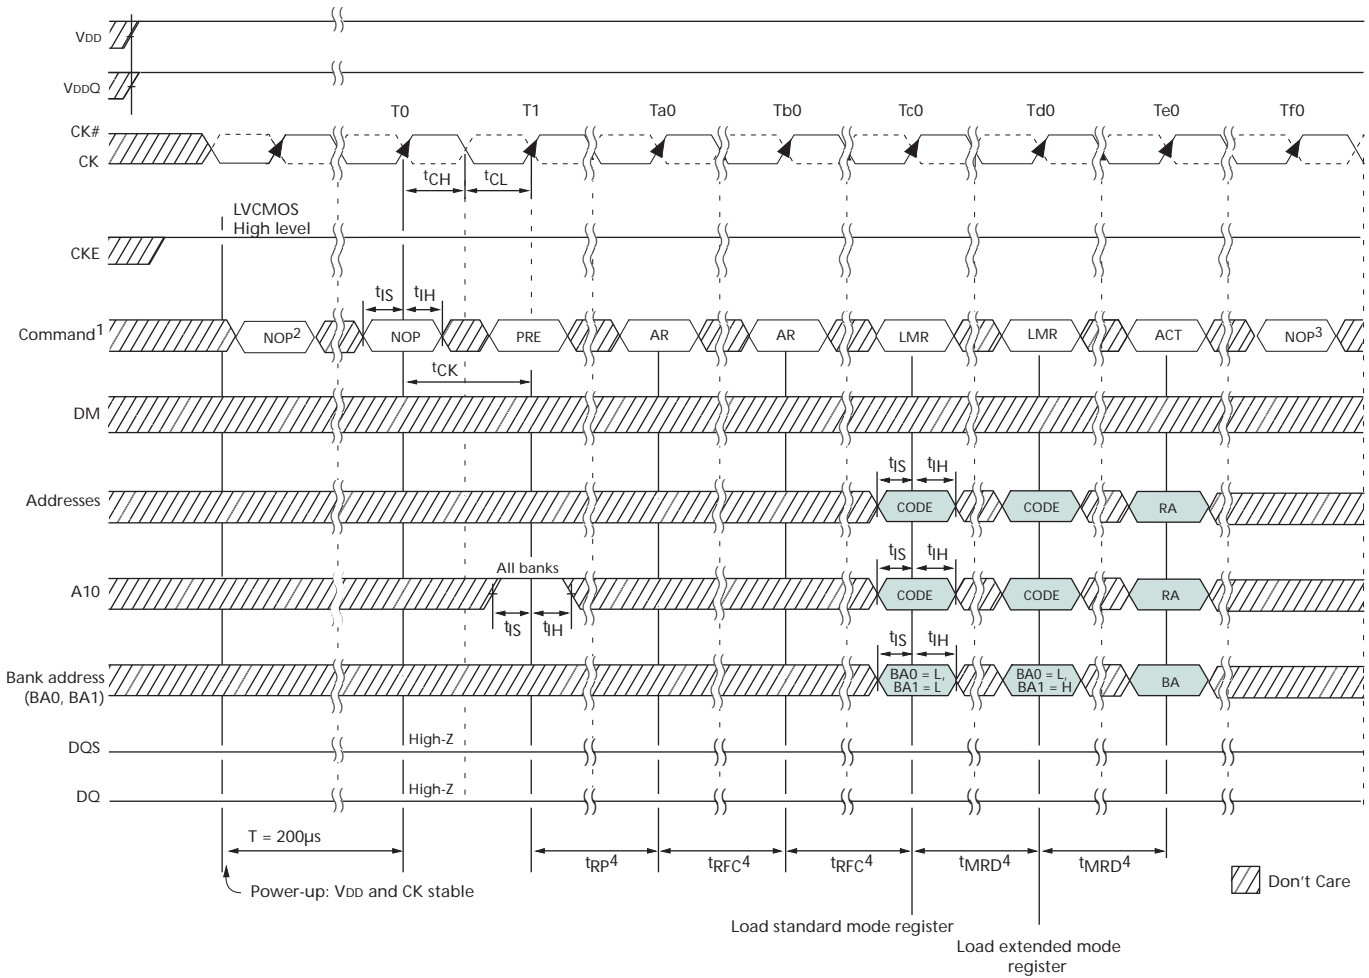 VDD
VDDQ
T0 T1 Ta0 Tb0 Tc0 Td0 Te0 Tf0
CK#
CK
tCH tCL
LVCMOS
High level
CKE
tIS tIH
Command1 NOP2 NOP PRE AR AR LMR LMR ACT NOP3
tCK
DM
tIS tIH
Addresses CODE CODE RA
All banks tIS tIH
A10 CODE CODE RA
tIS tIH
tIS tIH
Bank address
(BA0, BA1)
BA0 = L,
BA1 = L
BA0 = L,
BA1 = H
BA
DQS High-Z
DQ High-Z
T = 200µs
tRP4 tRFC4 tRFC4 tMRD4 tMRD4
Power-up: VDD and CK stable
Don't Care
Load standard mode register
Load extended mode
register